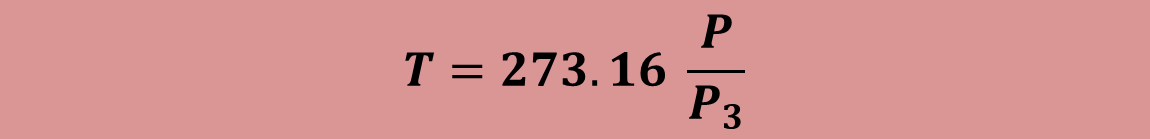 T = 273.16 P/P₃